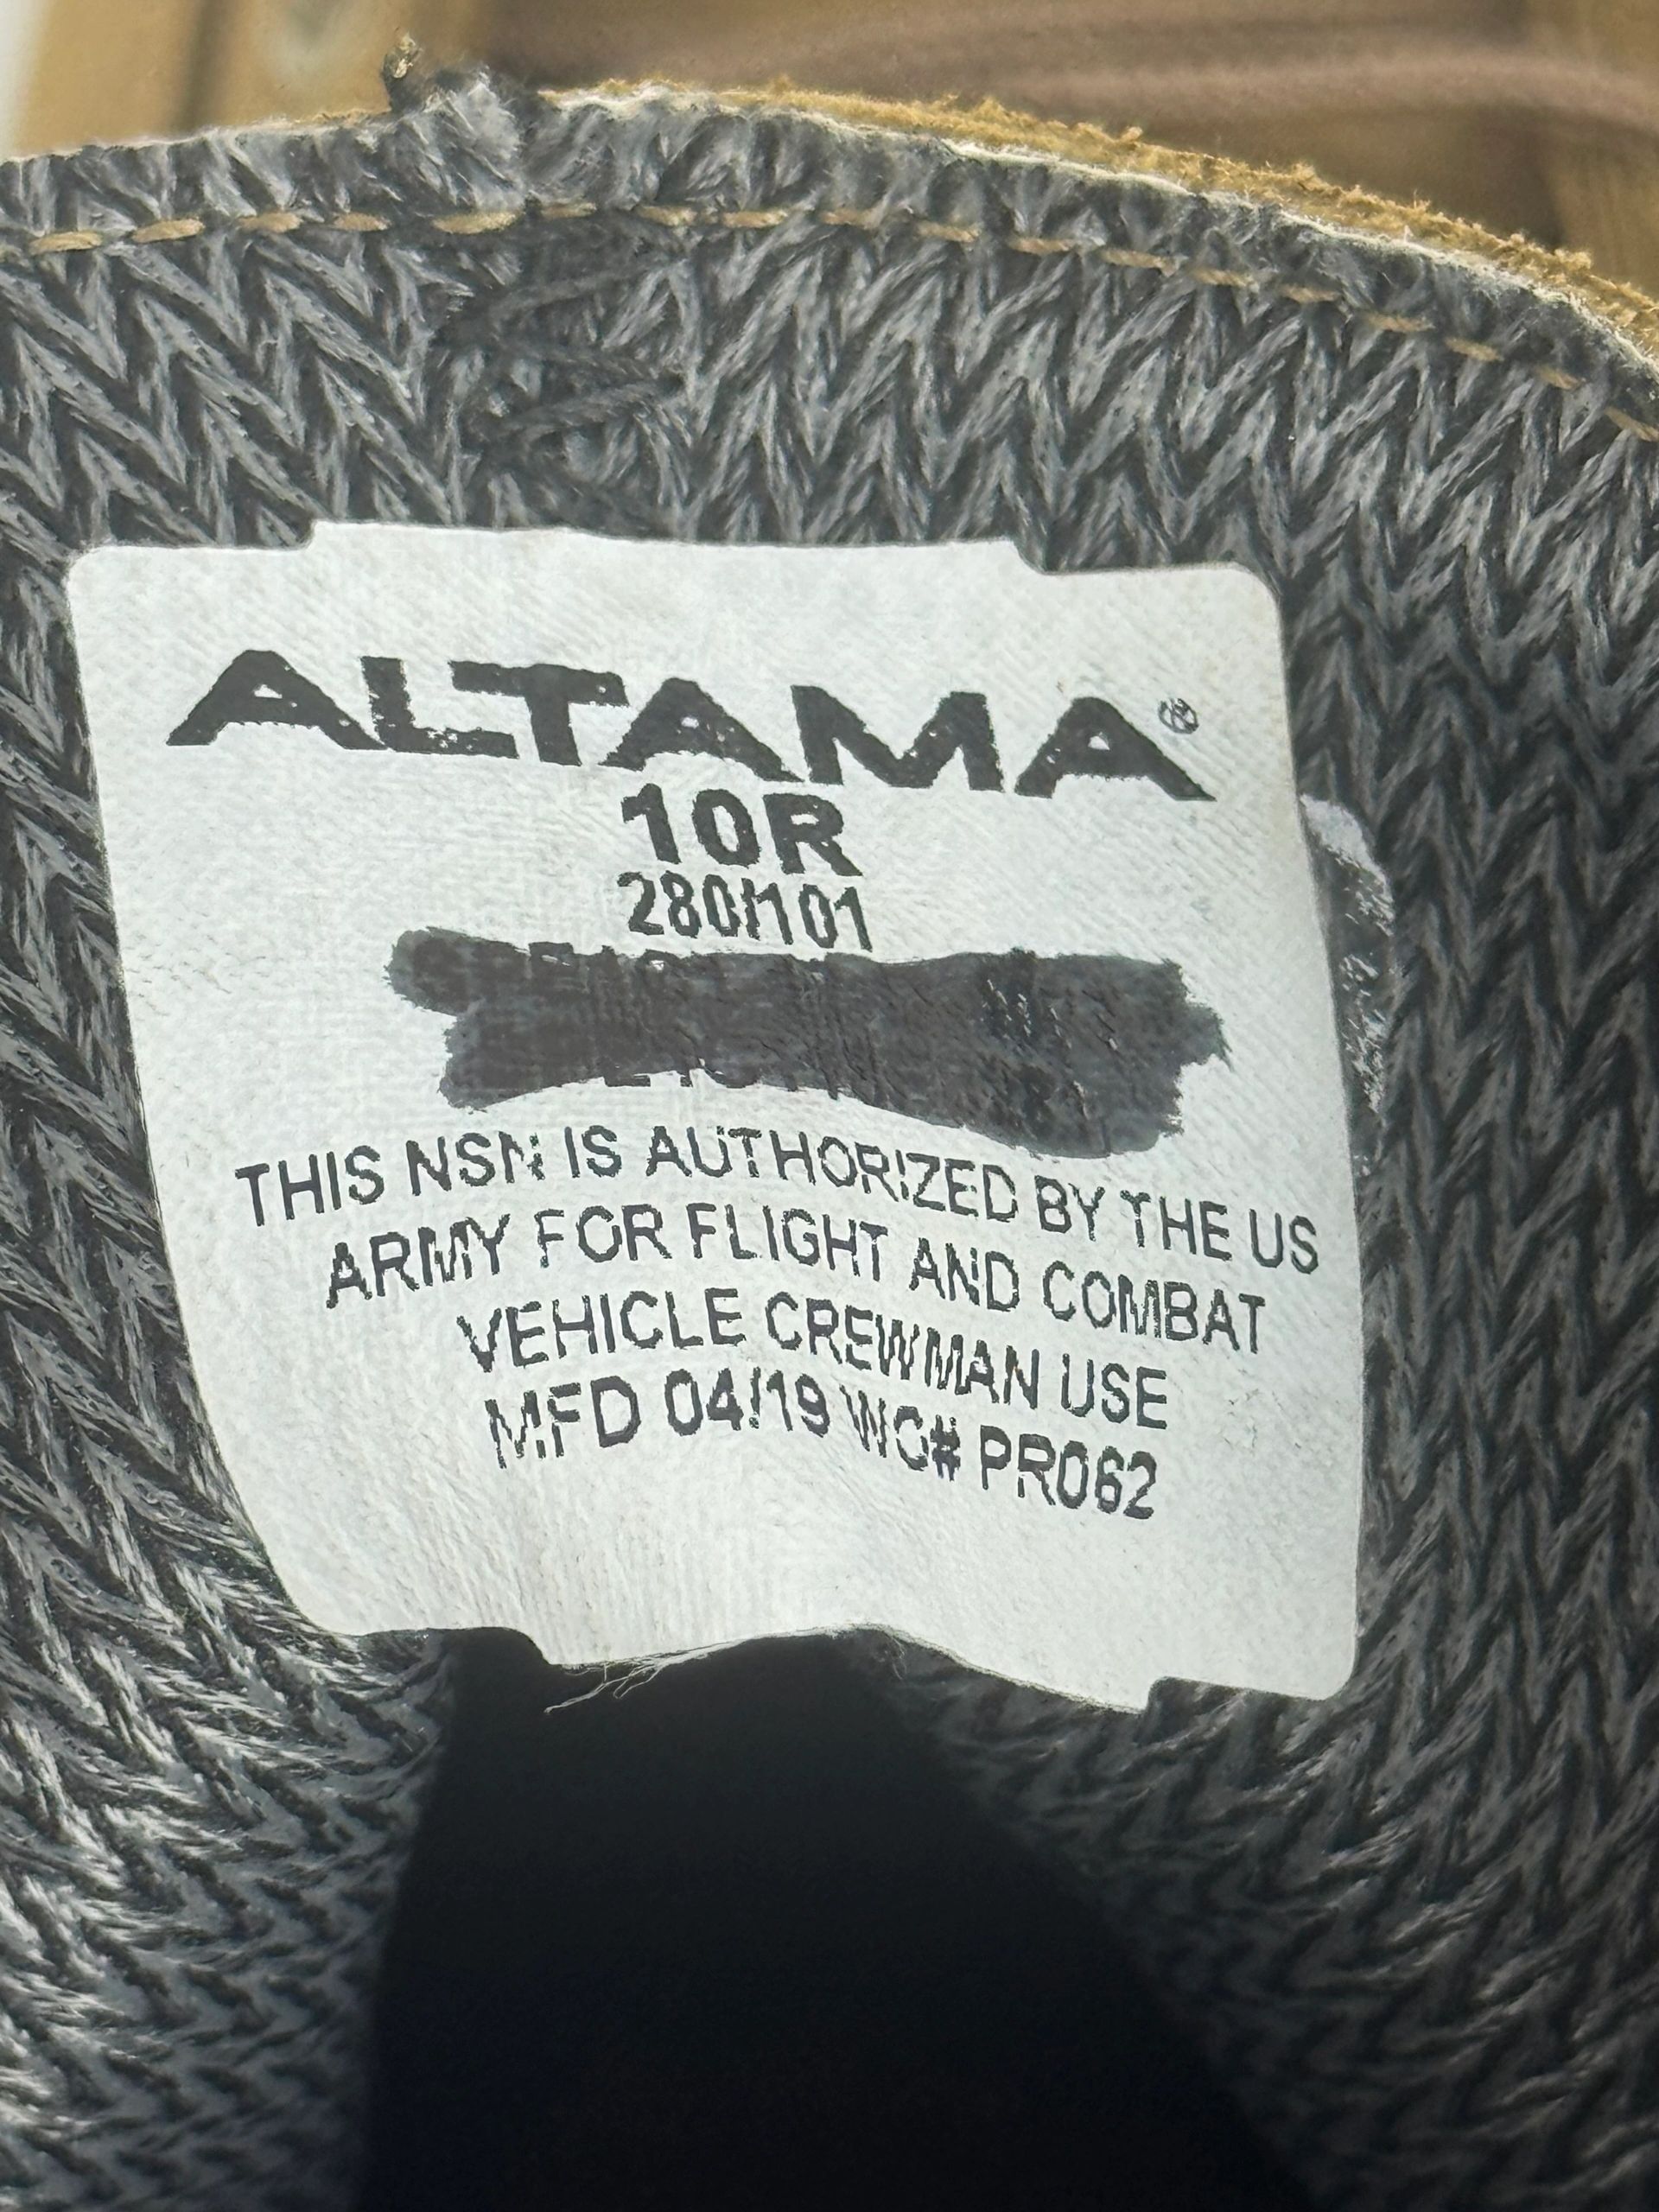 ALTAMA®
10R
280/101
THIS NSN IS AUTHORIZED BY THE US
ARMY FOR FLIGHT AND COMBAT
VEHICLE CREWMAN USE
MFD 04/19 WO# PR062